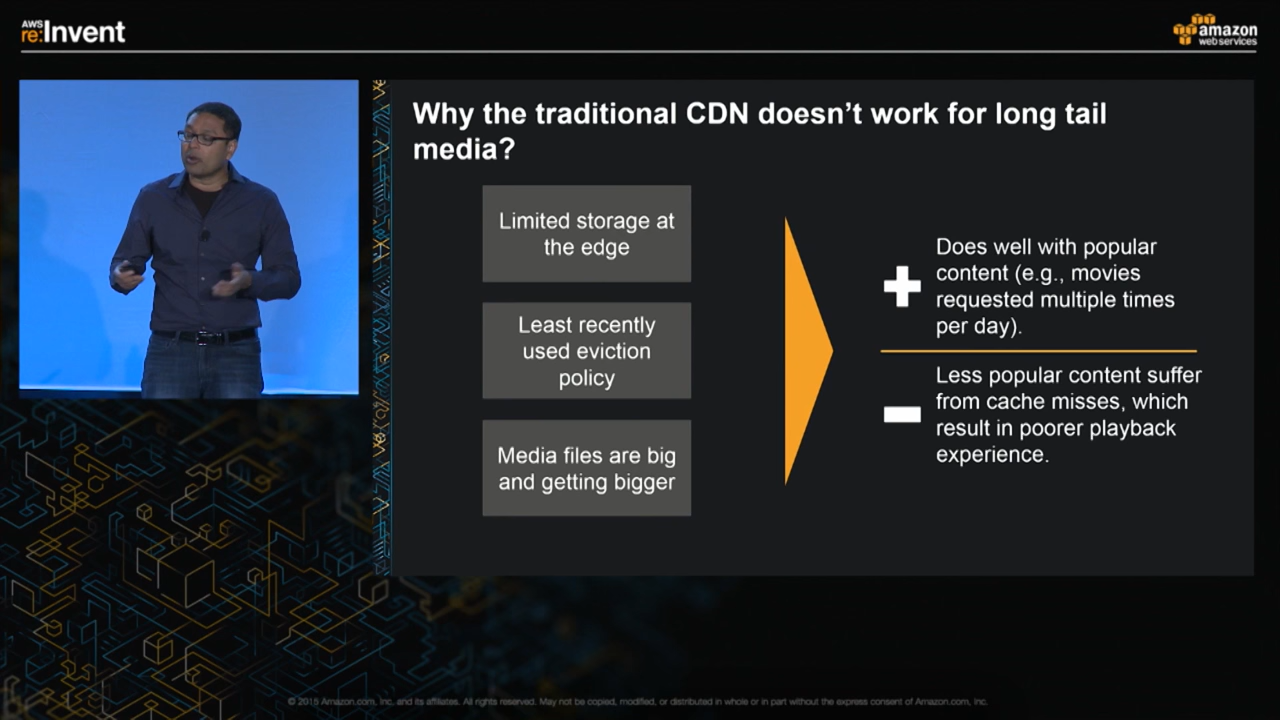 AWS
re:Invent
amazon
webservices
Why the traditional CDN doesn't work for long tail
media?
Limited storage at
the edge
Least recently
used eviction
policy
Media files are big
and getting bigger
Does well with popular
content (e.g., movies
requested multiple times
per day).
Less popular content suffer
from cache misses, which
result in poorer playback
experience.
© 2015 Amazon.com, Inc. and its affiliates. All rights reserved. May not be copied, modified, or distributed in whole or in part without the express consent of Amazon.com, Inc.